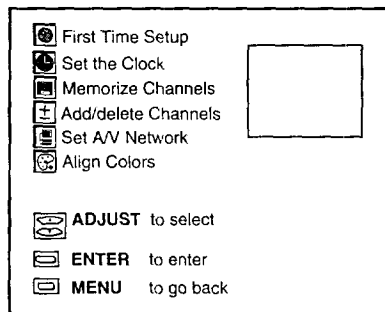 First Time Setup
Set the Clock
Memorize Channels
Add/delete Channels
Set A/V Network
Align Colors
ADJUST to select
ENTER to enter
MENU to go back